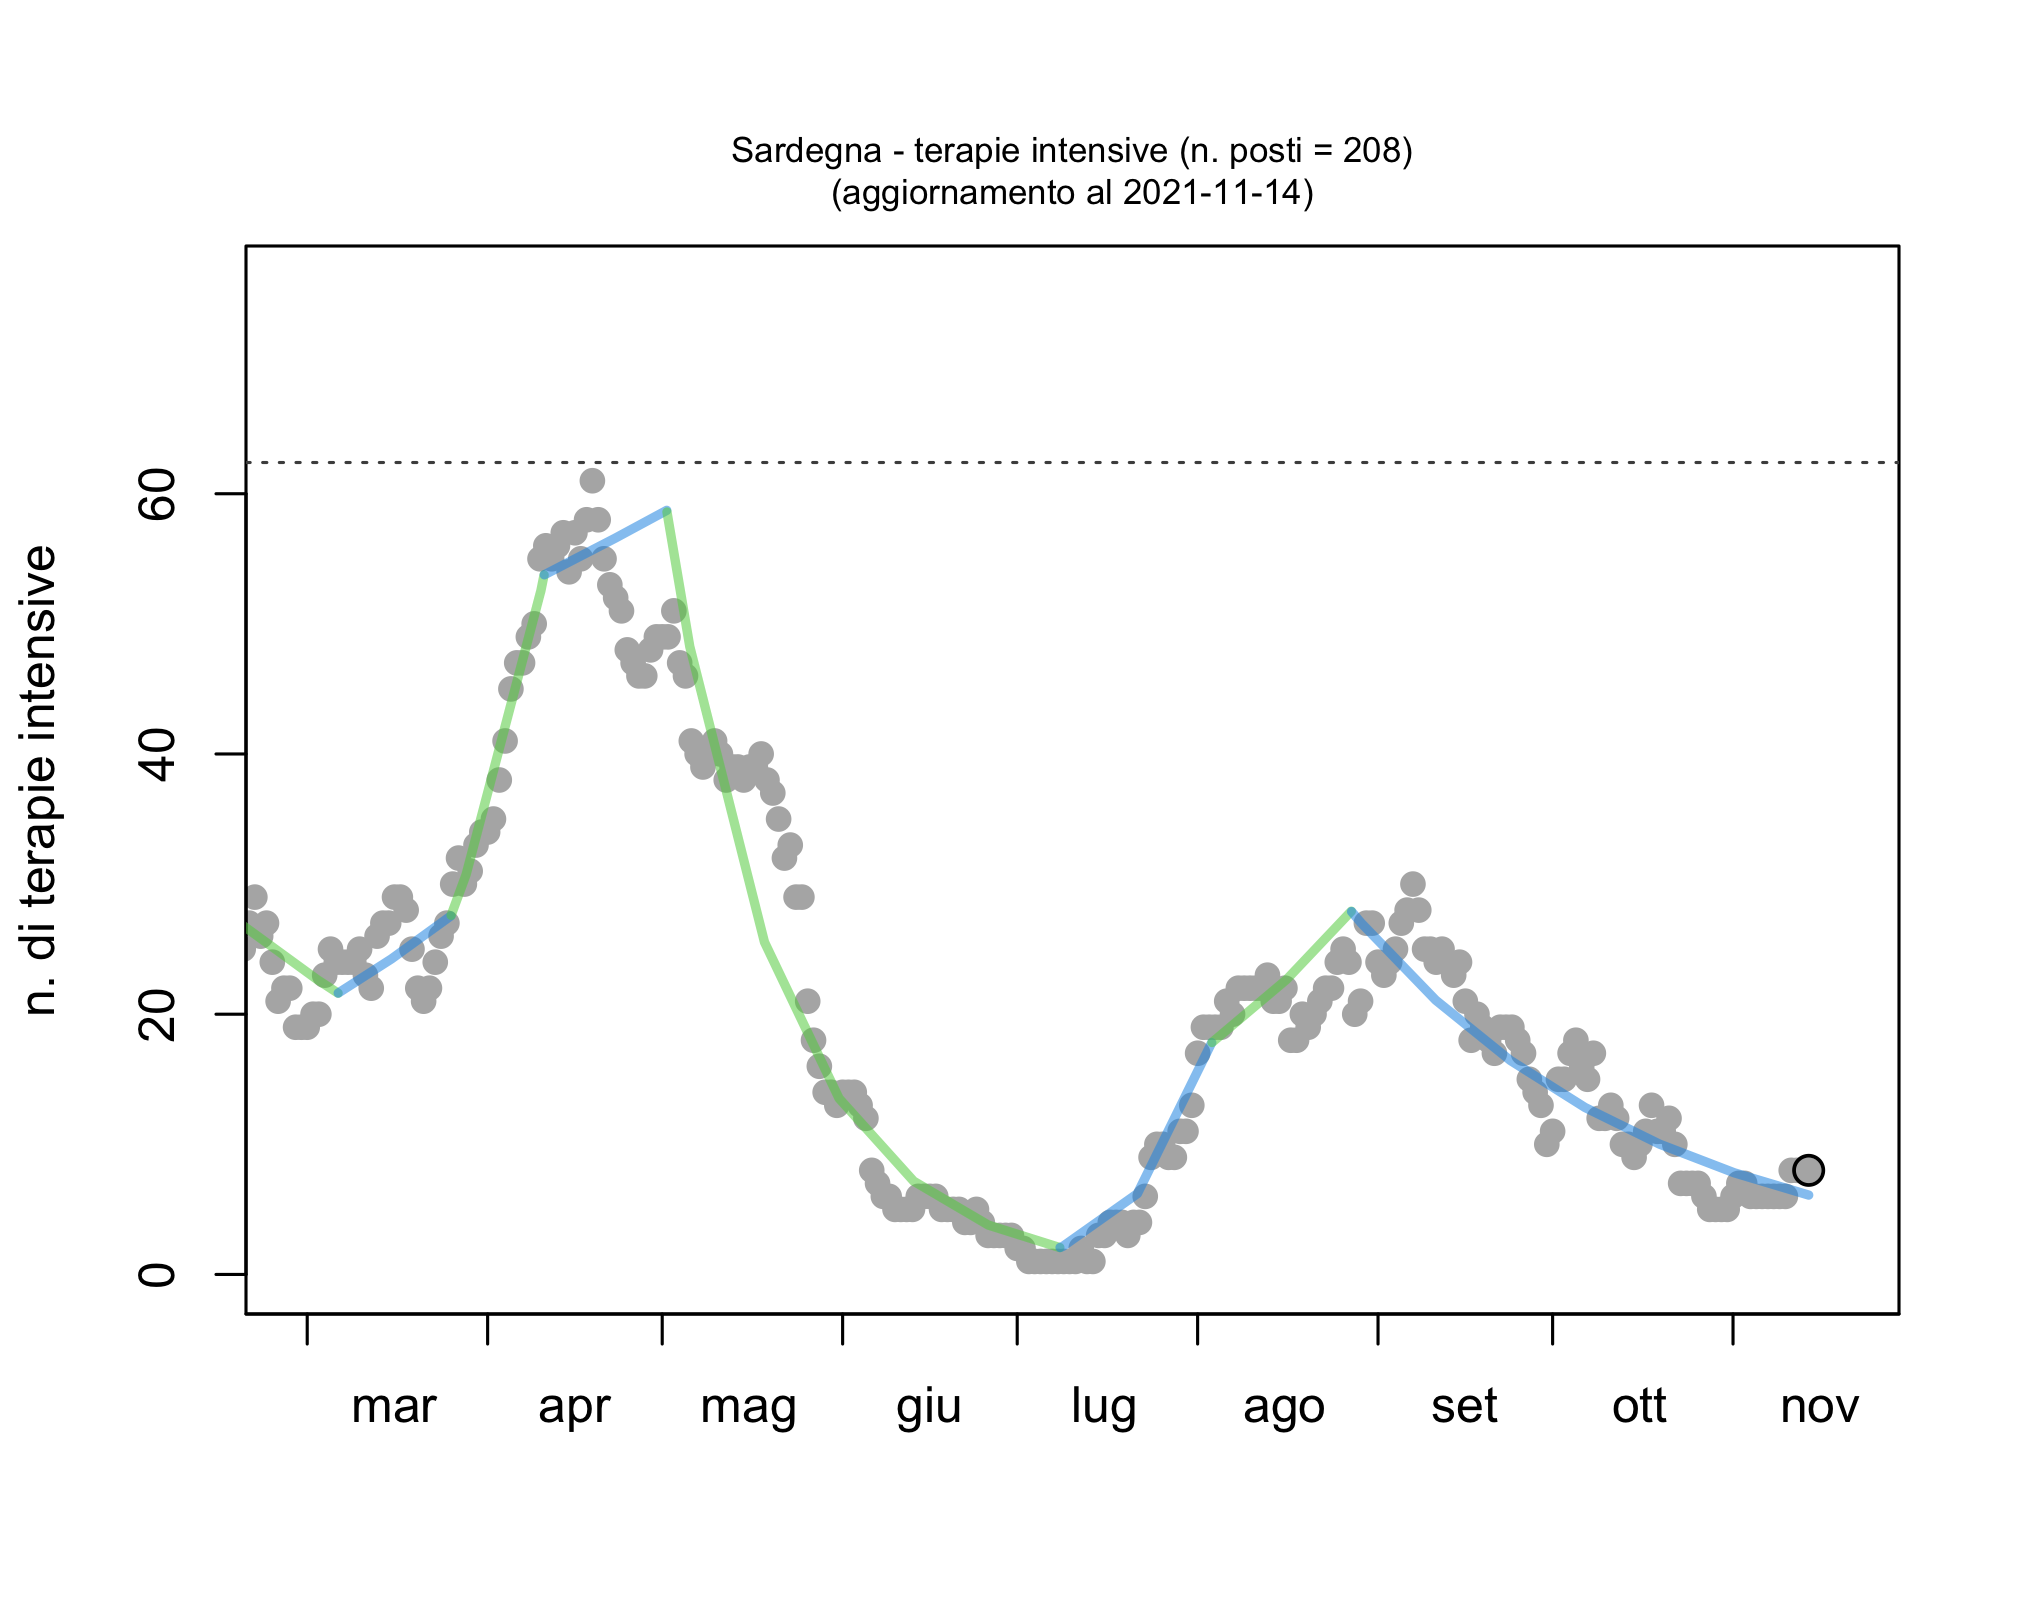 Sardegna - terapie intensive (n. posti = 208)
(aggiornamento al 2021-11-14)
n. di terapie intensive
60
40
20
0
mar apr mag giu lug ago set ott nov